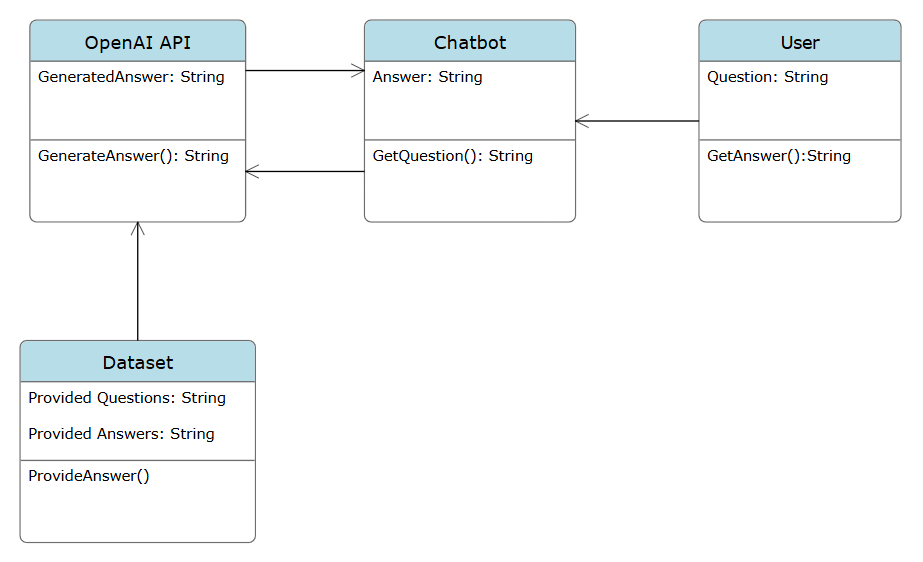 OpenAI API
GeneratedAnswer: String
GenerateAnswer(): String
Chatbot
Answer: String
GetQuestion(): String
User
Question: String
GetAnswer():String
Dataset
Provided Questions: String
Provided Answers: String
ProvideAnswer()